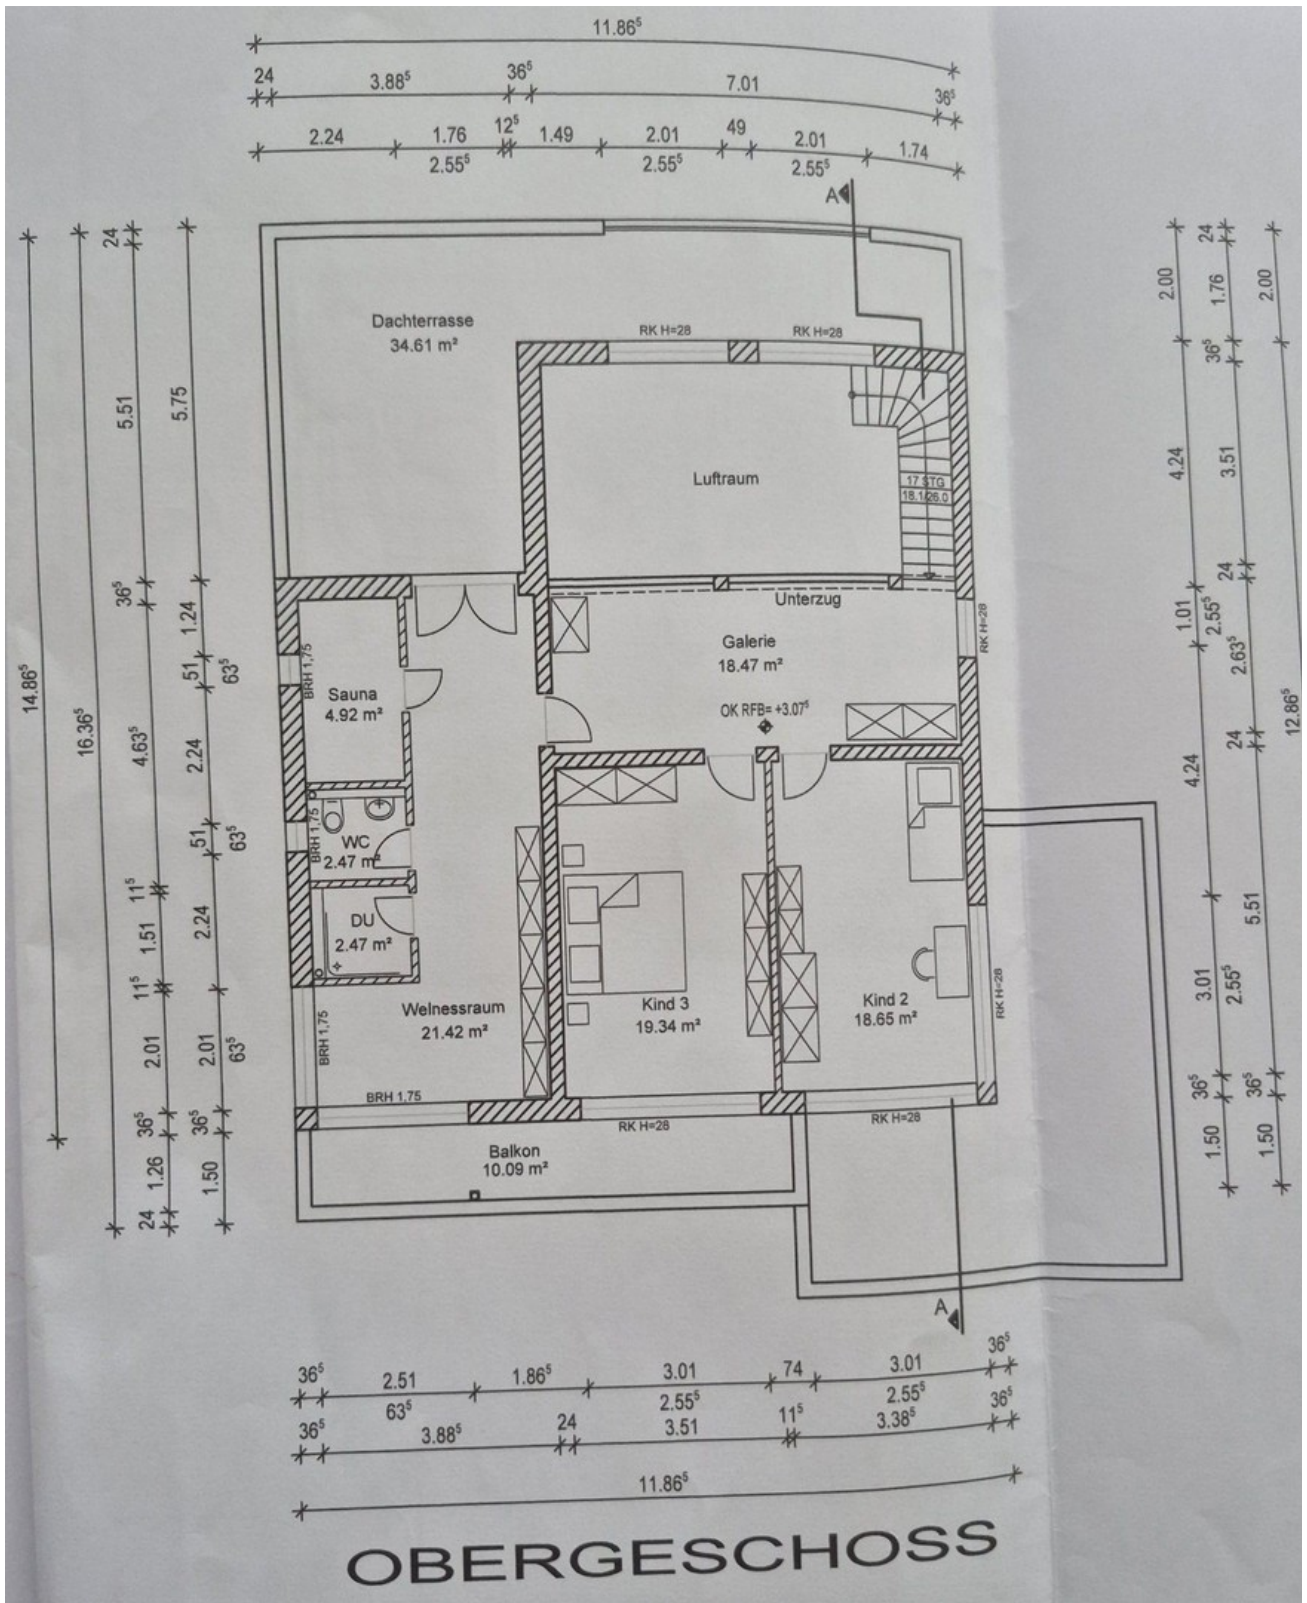 11.86⁵
24 3.88⁵ 36⁵ 7.01 36⁵
2.24 1.76 12⁵ 1.49 2.01 49 2.01 1.74
2.55⁵ 2.55⁵ 2.55⁵
A
14.86⁵
16.36⁵
24
5.51
36⁵
4.63⁵
11⁵
1.51
11⁵
2.01
36⁵
1.26
24
5.75
1.24
51
63⁵
2.24
51
63⁵
2.24
2.01
63⁵
36⁵
1.50
Dachterrasse
34.61 m²
RK H=28
RK H=28
Luftraum
17 STG
18.1/26.0
Unterzug
Galerie
18.47 m²
RK H=28
OK RFB= +3.07⁵
BRH 1,75
Sauna
4.92 m²
BRH 1,75
WC
2.47 m²
DU
2.47 m²
BRH 1,75
Welnessraum
21.42 m²
BRH 1,75
Kind 3
19.34 m²
RK H=28
Kind 2
18.65 m²
RK H=28
RK H=28
Balkon
10.09 m²
2.00
4.24
1.01
2.55⁵
4.24
3.01
2.55⁵
36⁵
1.50
24
1.76
36⁵
3.51
24
2.63⁵
24
5.51
36⁵
1.50
2.00
12.86⁵
A
36⁵ 2.51 1.86⁵ 3.01 74 3.01 36⁵
63⁵ 2.55⁵ 2.55⁵
36⁵ 3.88⁵ 24 3.51 11⁵ 3.38⁵ 36⁵
11.86⁵
OBERGESCHOSS